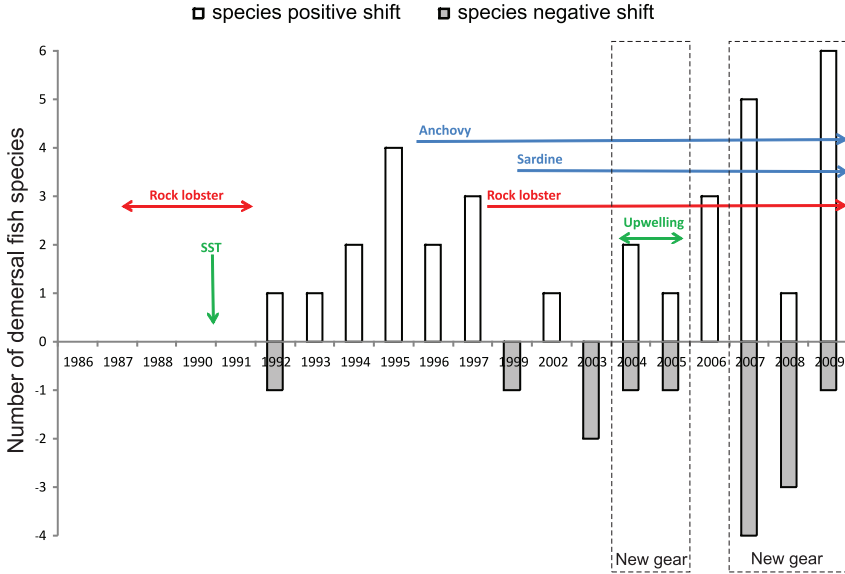 species positive shift species negative shift
Number of demersal fish species
6
5
4
3
2
1
0
-1
-2
-3
-4
Anchovy
Sardine
Rock lobster Rock lobster
Upwelling
SST
1986 1987 1988 1990 1991 1992 1993 1994 1995 1996 1997 1999 2002 2003 2004 2005 2006 2007 2008 2009
New gear New gear